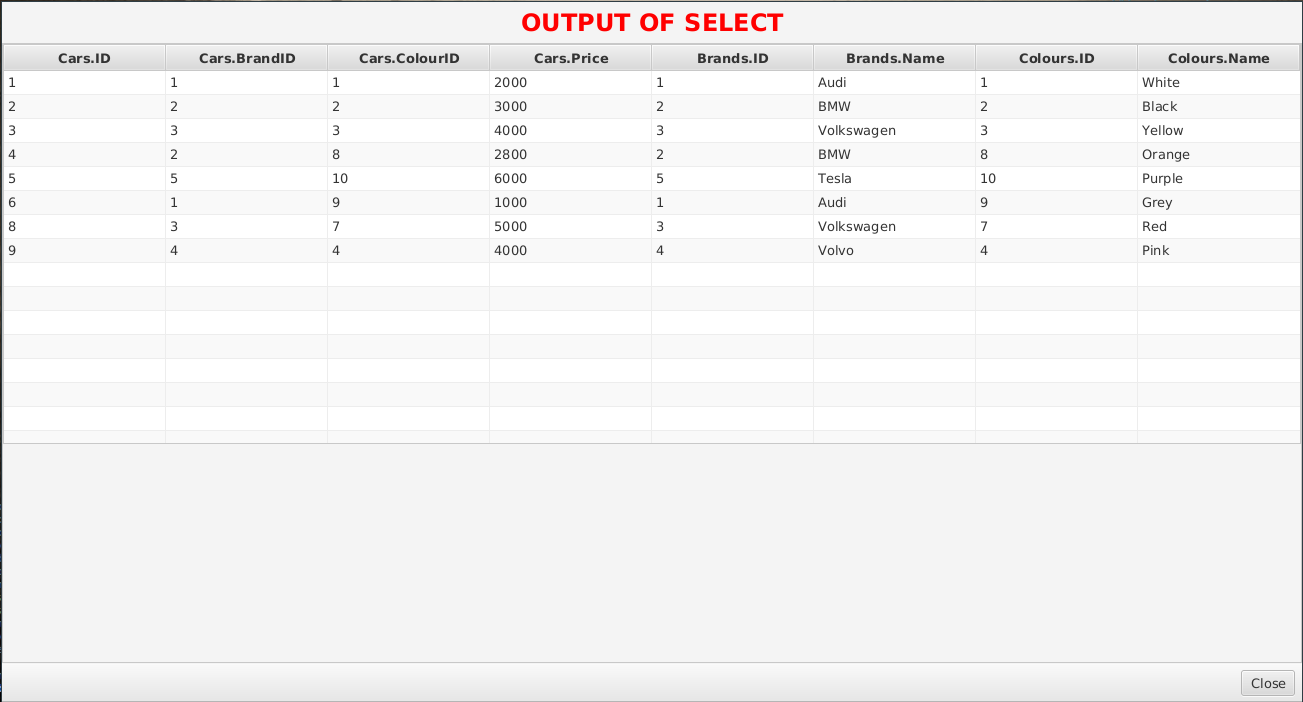 OUTPUT OF SELECT
Cars.ID Cars.BrandID Cars.ColourID Cars.Price Brands.ID Brands.Name Colours.ID Colours.Name
1 1 1 2000 1 Audi 1 White
2 2 2 3000 2 BMW 2 Black
3 3 3 4000 3 Volkswagen 3 Yellow
4 2 8 2800 2 BMW 8 Orange
5 5 10 6000 5 Tesla 10 Purple
6 1 9 1000 1 Audi 9 Grey
8 3 7 5000 3 Volkswagen 7 Red
9 4 4 4000 4 Volvo 4 Pink
Close